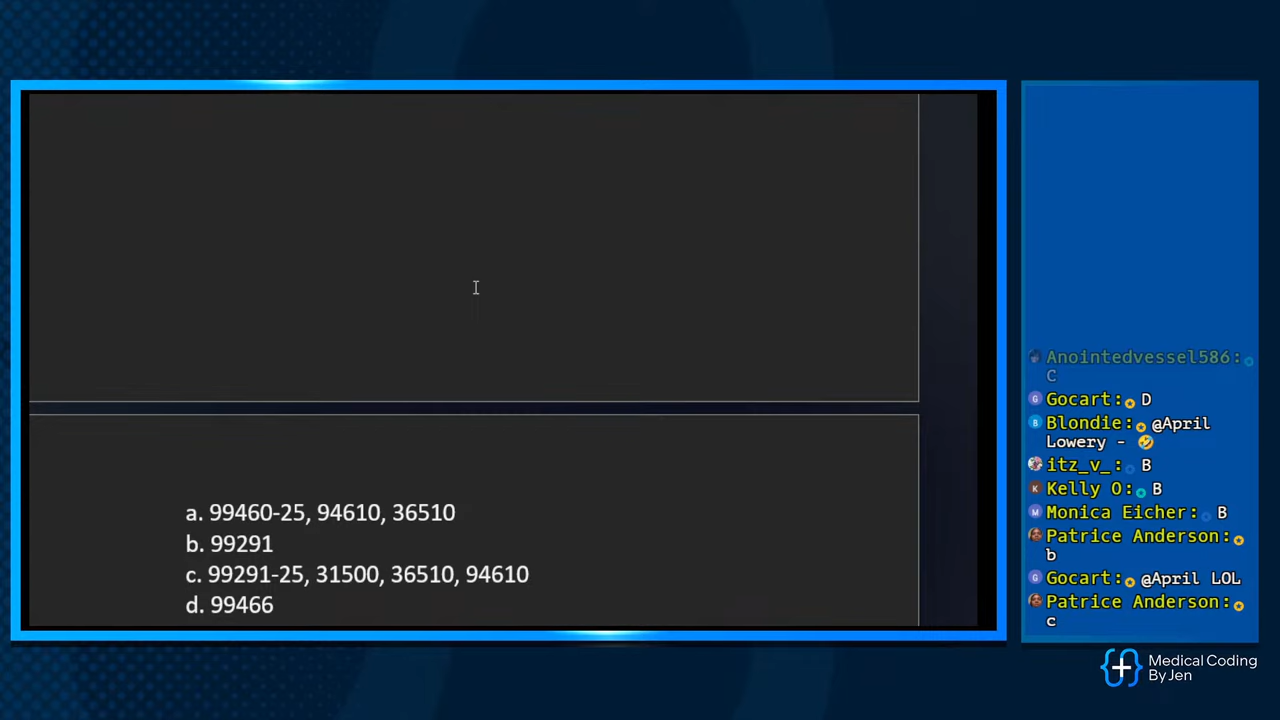 a. 99460-25, 94610, 36510
b. 99291
c. 99291-25, 31500, 36510, 94610
d. 99466
Anointedvessel586:
C
Gocart: D
Blondie: @April
Lowery - 🤣
itz_v_: B
Kelly O: B
Monica Eicher: B
Patrice Anderson:
b
Gocart: @April LOL
Patrice Anderson:
c
Medical Coding
By Jen